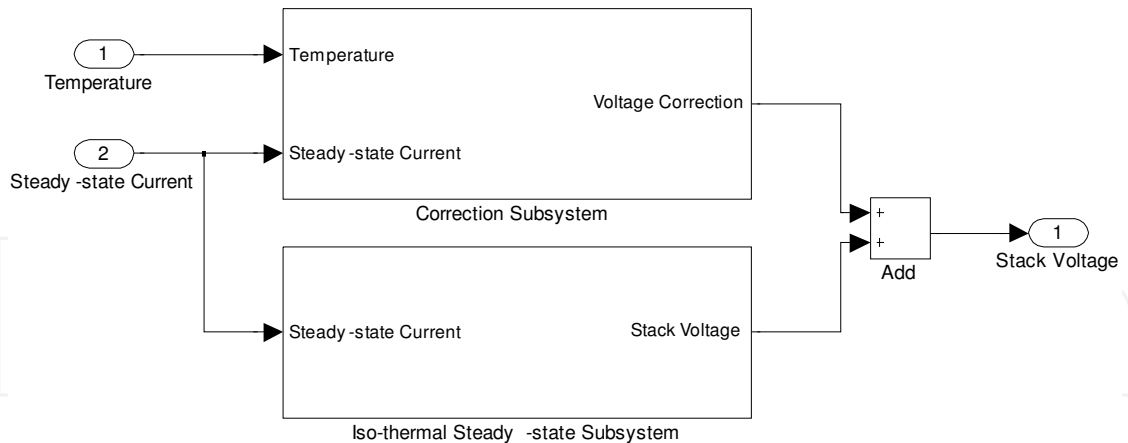 1
Temperature
2
Steady -state Current
Temperature
Steady -state Current
Voltage Correction
Correction Subsystem
Steady -state Current
Stack Voltage
Iso-thermal Steady -state Subsystem
+
+
Add
1
Stack Voltage